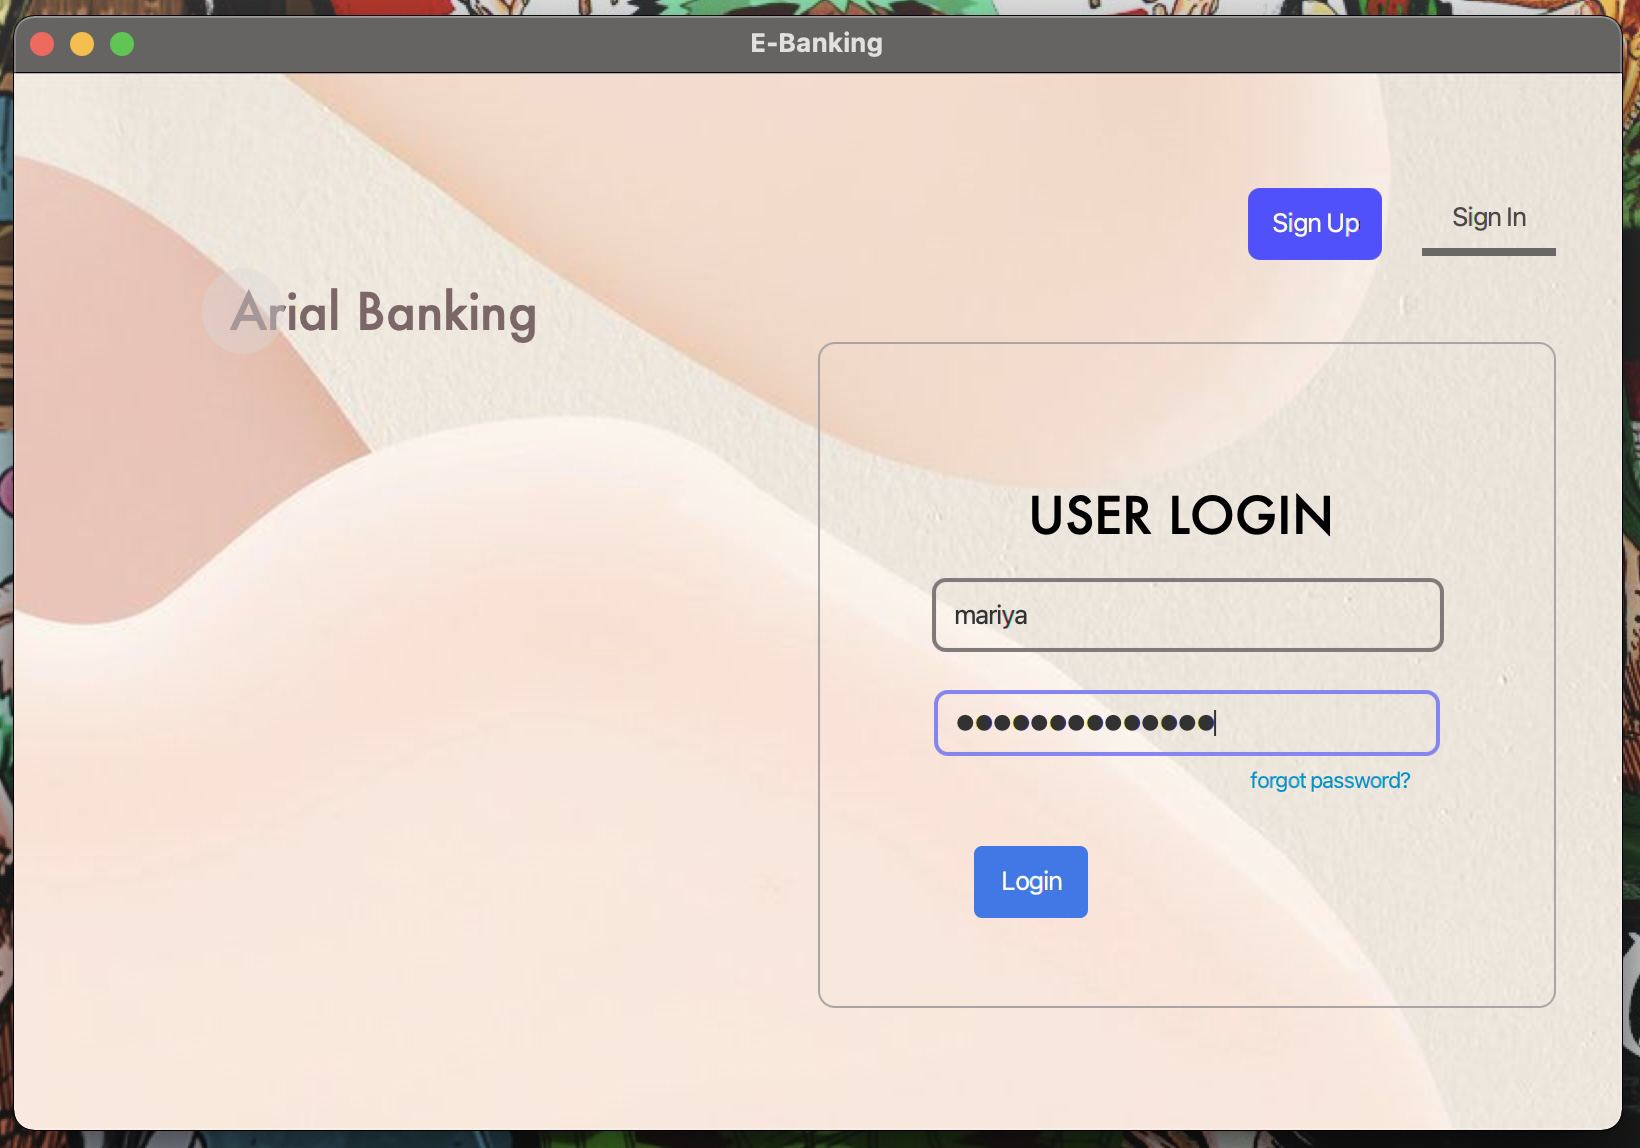 E-Banking
Sign Up
Sign In
Arial Banking
USER LOGIN
mariya
●●●●●●●●●●●●●●
forgot password?
Login